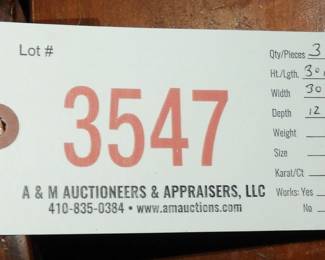 Lot #
3547
A & M AUCTIONEERS & APPRAISERS, LLC
410-835-0384 • www.amauctions.com
Qty/Pieces 3
Ht./Lgth. 30
Width 30
Depth 12
Weight
Size
Karat/Ct
Works: Yes
No